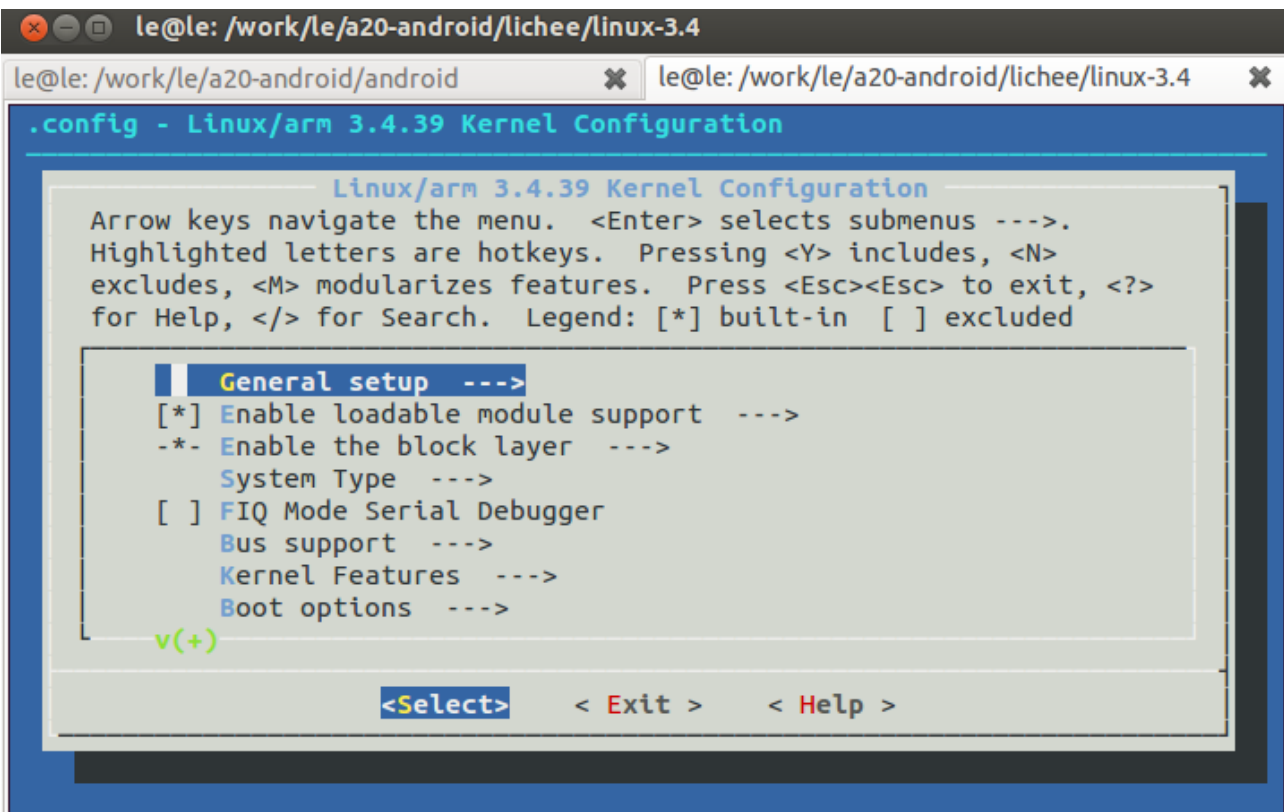 le@le: /work/le/a20-android/lichee/linux-3.4
le@le: /work/le/a20-android/android ✖ le@le: /work/le/a20-android/lichee/linux-3.4 ✖
.config - Linux/arm 3.4.39 Kernel Configuration
Linux/arm 3.4.39 Kernel Configuration
Arrow keys navigate the menu.  <Enter> selects submenus --->.
Highlighted letters are hotkeys.  Pressing <Y> includes, <N>
excludes, <M> modularizes features.  Press <Esc><Esc> to exit, <?>
for Help, </> for Search.  Legend: [*] built-in  [ ] excluded
General setup  --->
[*] Enable loadable module support  --->
-*- Enable the block layer  --->
System Type  --->
[ ] FIQ Mode Serial Debugger
Bus support  --->
Kernel Features  --->
Boot options  --->
v(+)
<Select>    < Exit >    < Help >